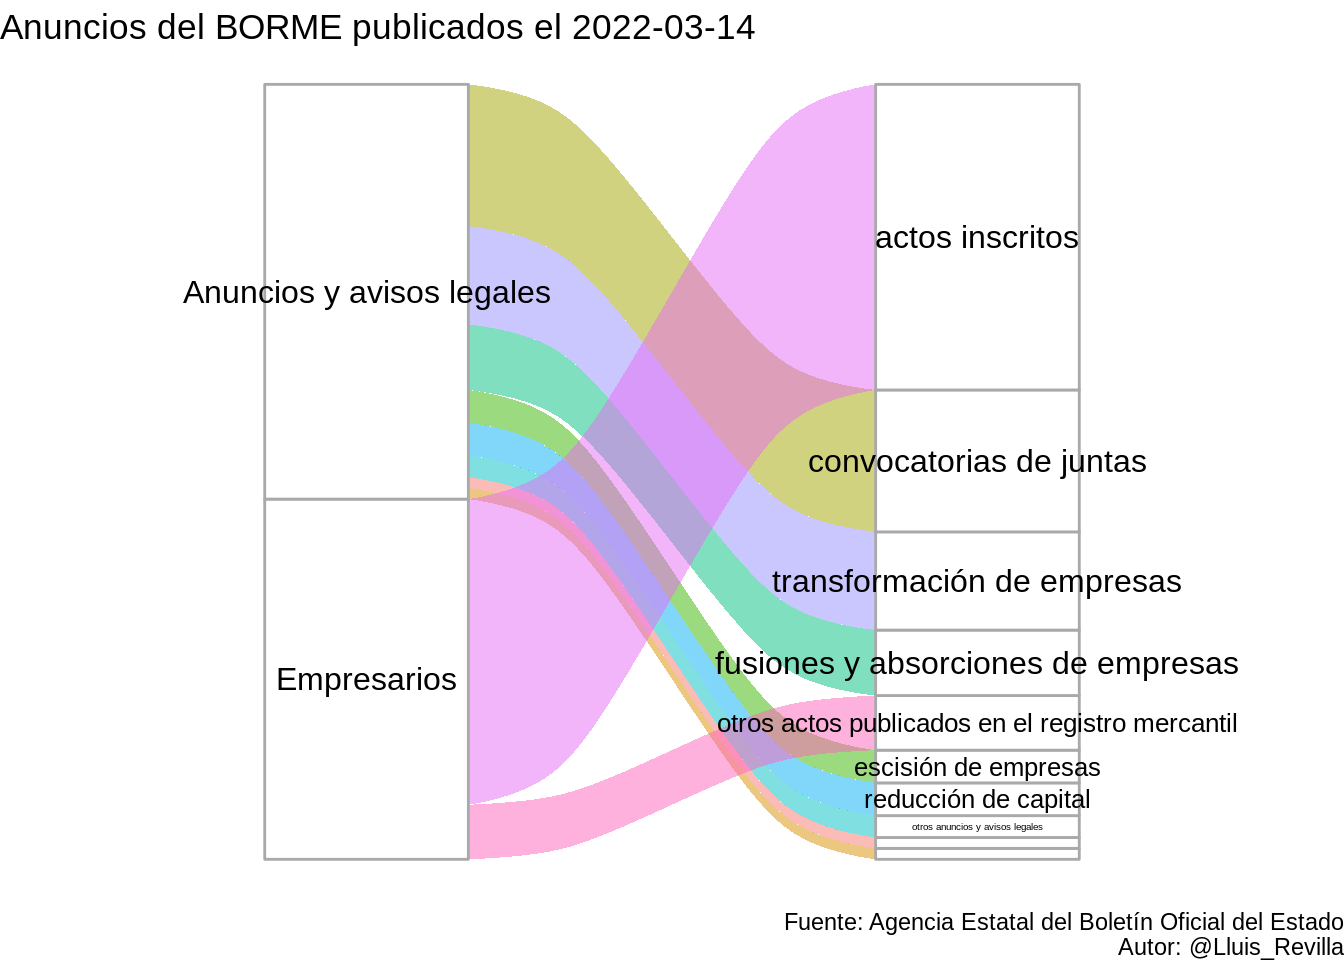 Anuncios del BORME publicados el 2022-03-14
Anuncios y avisos legales
Empresarios
actos inscritos
convocatorias de juntas
transformación de empresas
fusiones y absorciones de empresas
otros actos publicados en el registro mercantil
escisión de empresas
reducción de capital
otros anuncios y avisos legales
Fuente: Agencia Estatal del Boletín Oficial del Estado
Autor: @Lluis_Revilla